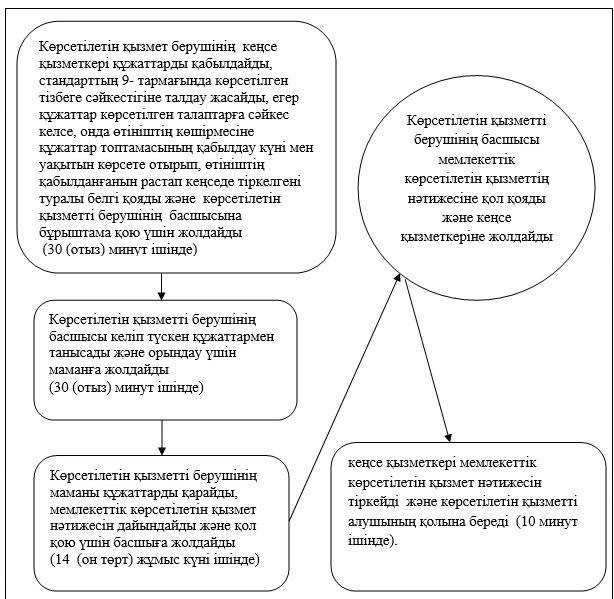 Көрсетілетін қызмет берушінің  кеңсе
қызметкері құжаттарды қабылдайды,
стандарттың 9- тармағында көрсетілген
тізбеге сәйкестігіне талдау жасайды, егер
құжаттар көрсетілген талаптарға сәйкес
келсе, онда өтініштің көшірмесіне
құжаттар топтамасының қабылдау күні мен
уақытын көрсете отырып, өтініштің
қабылданғанын растап кеңседе тіркелгені
туралы белгі қояды және  көрсетілетін
қызметті берушінің  басшысына
бұрыштама қою үшін жолдайды
(30 (отыз) минут ішінде)
Көрсетілетін қызметті берушінің
басшысы келіп түскен құжаттармен
танысады және орындау үшін
маманға жолдайды
(30 (отыз) минут ішінде)
Көрсетілетін қызметті берушінің
маманы құжаттарды қарайды,
мемлекеттік көрсетілетін қызмет
нәтижесін дайындайды және қол
қою үшін басшыға жолдайды
(14  (он төрт) жұмыс күні ішінде)
Көрсетілетін қызметті
берушінің басшысы
мемлекеттік
көрсетілетін қызметтің
нәтижесіне қол қояды
және кеңсе
қызметкеріне жолдайды
кеңсе қызметкері мемлекеттік
көрсетілетін қызмет нәтижесін
тіркейді  және көрсетілетін қызметті
алушының қолына береді  (10 минут
ішінде).